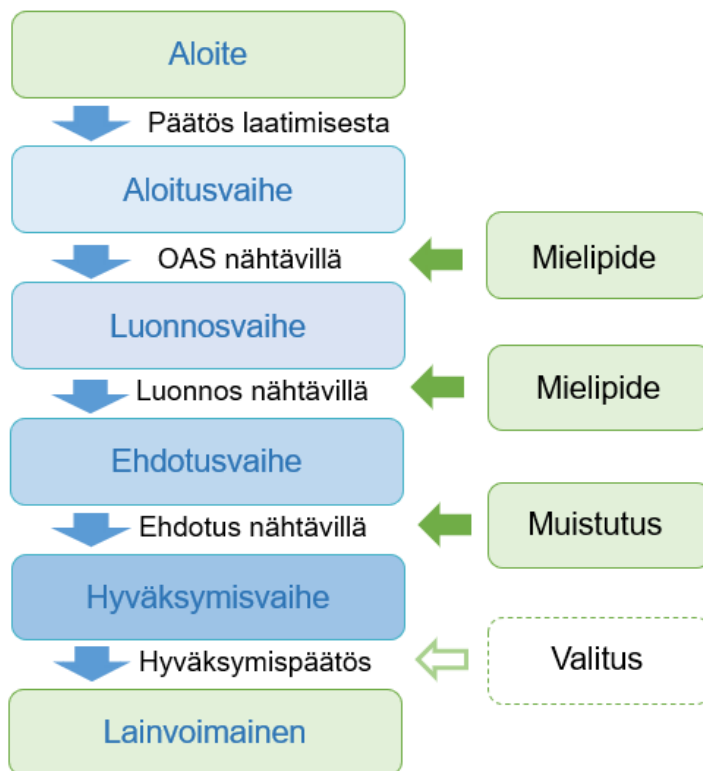 Aloite
Päätös laatimisesta
Aloitusvaihe
OAS nähtävillä
Mielipide
Luonnosvaihe
Luonnos nähtävillä
Mielipide
Ehdotusvaihe
Ehdotus nähtävillä
Muistutus
Hyväksymisvaihe
Hyväksymispäätös
Valitus
Lainvoimainen